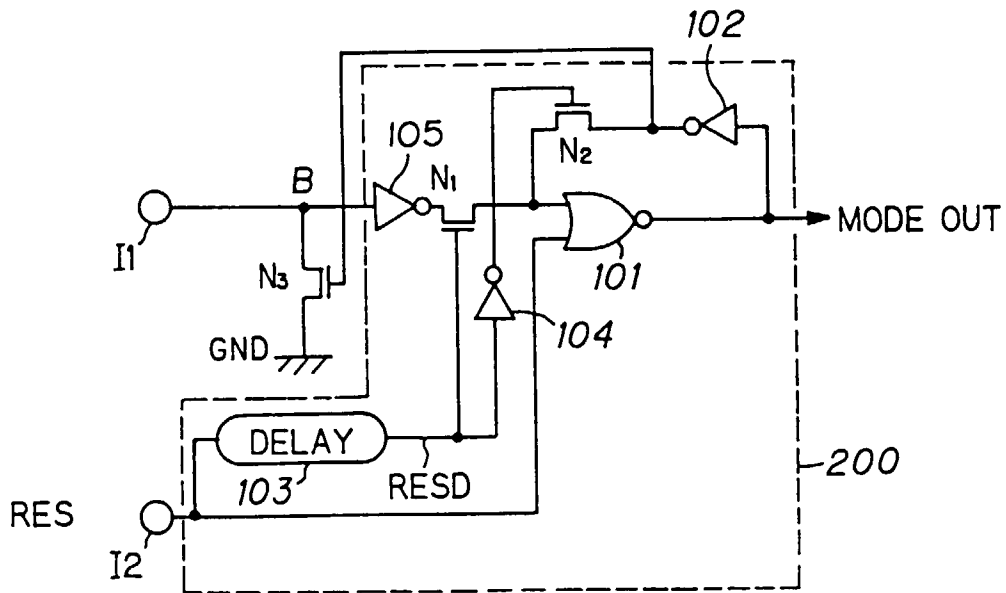 102
105
N1
N2
B
I1
101
MODE OUT
N3
104
GND
DELAY
103
RESD
200
RES
I2